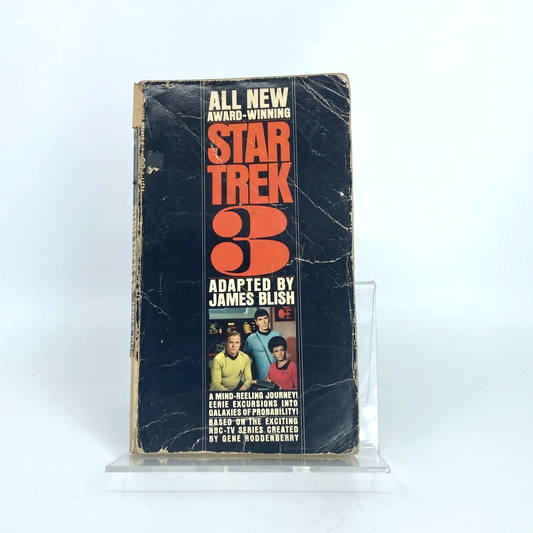 ALL NEW
AWARD-WINNING
STAR
TREK
3
ADAPTED BY
JAMES BLISH
A MIND-REELING JOURNEY!
EERIE EXCURSIONS INTO
GALAXIES OF PROBABILITY!
BASED ON THE EXCITING
NBC-TV SERIES CREATED
BY GENE RODDENBERRY